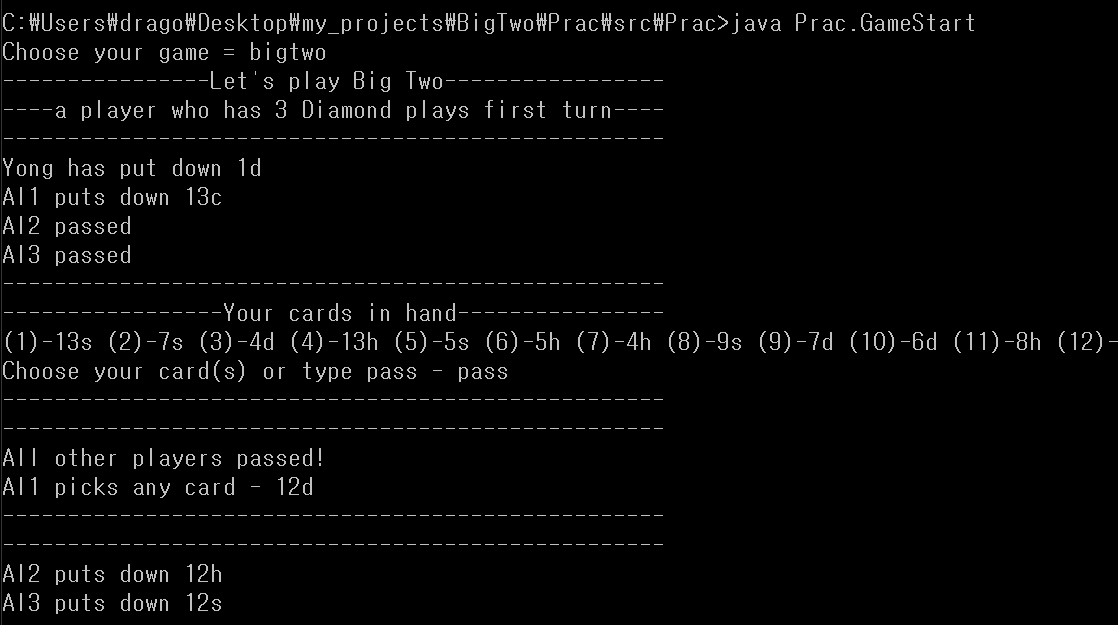 C:₩Users₩drago₩Desktop₩my_projects₩BigTwo₩Prac₩src₩Prac>java Prac.GameStart
Choose your game = bigtwo
----------------Let's play Big Two-----------------
----a player who has 3 Diamond plays first turn----
---------------------------------------------------
Yong has put down 1d
AI1 puts down 13c
AI2 passed
AI3 passed
---------------------------------------------------
-----------------Your cards in hand----------------
(1)-13s (2)-7s (3)-4d (4)-13h (5)-5s (6)-5h (7)-4h (8)-9s (9)-7d (10)-6d (11)-8h (12)-
Choose your card(s) or type pass - pass
---------------------------------------------------
---------------------------------------------------
All other players passed!
AI1 picks any card - 12d
---------------------------------------------------
---------------------------------------------------
AI2 puts down 12h
AI3 puts down 12s